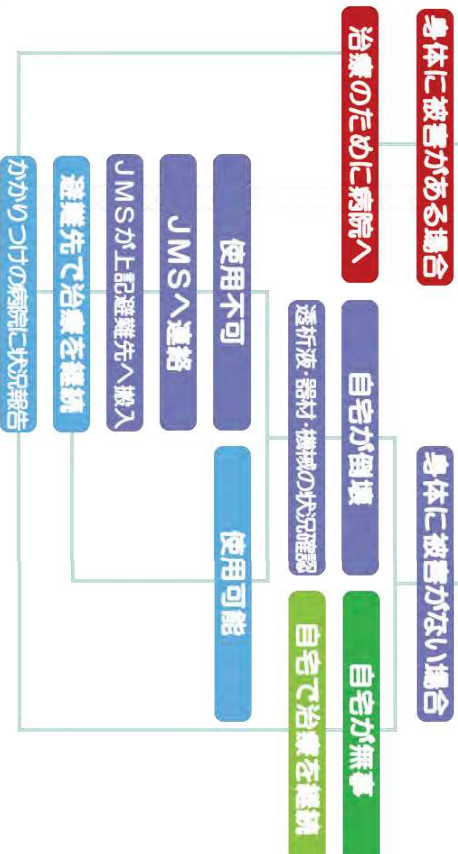 身体に被害がある場合
治療のために病院へ
身体に被害がない場合
自宅が倒壊
透析液・器材・機械の状況確認
使用不可
JMSへ連絡
JMSが上記避難先へ搬入
使用可能
避難先で治療を継続
自宅が無事
自宅で治療を継続
かかりつけの病院に状況報告